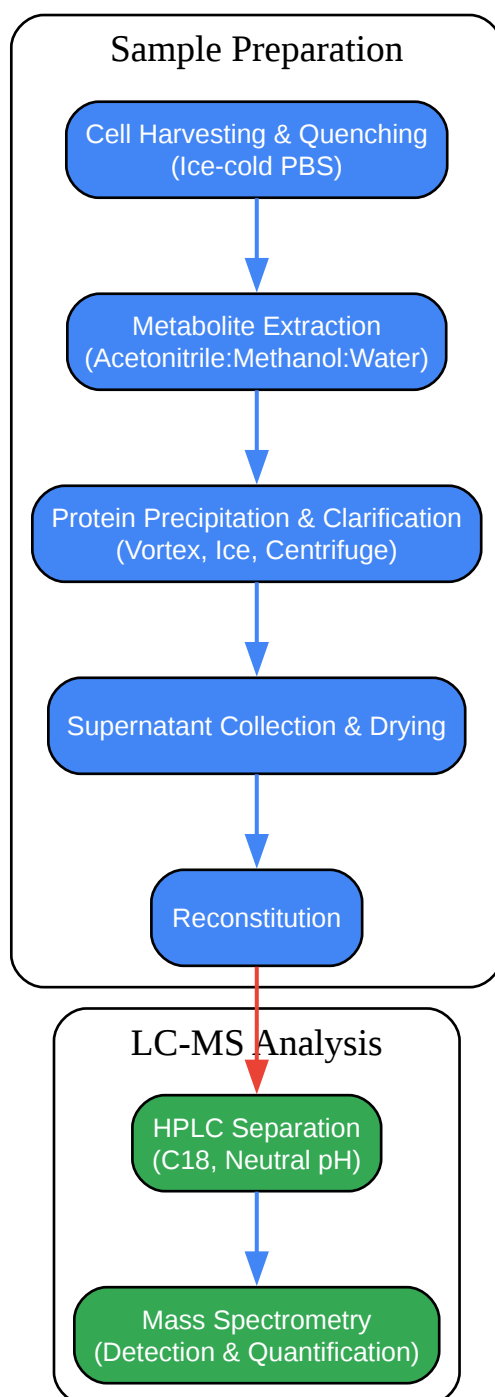 Sample Preparation
Cell Harvesting & Quenching
(Ice-cold PBS)
Metabolite Extraction
(Acetonitrile:Methanol:Water)
Protein Precipitation & Clarification
(Vortex, Ice, Centrifuge)
Supernatant Collection & Drying
Reconstitution
LC-MS Analysis
HPLC Separation
(C18, Neutral pH)
Mass Spectrometry
(Detection & Quantification)